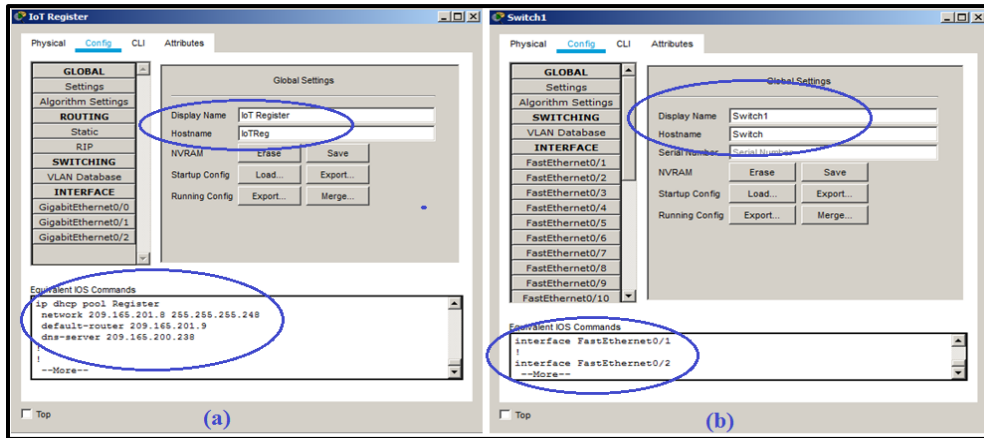 IoT Register
Physical Config CLI Attributes
GLOBAL
Settings
Algorithm Settings
ROUTING
Static
RIP
SWITCHING
VLAN Database
INTERFACE
GigabitEthernet0/0
GigabitEthernet0/1
GigabitEthernet0/2
Global Settings
Display Name IoT Register
Hostname IoTReg
NVRAM Erase Save
Startup Config Load... Export...
Running Config Export... Merge...
Equivalent IOS Commands
ip dhcp pool Register
network 209.165.201.8 255.255.255.248
default-router 209.165.201.9
dns-server 209.165.200.238
!
!
--More--
Top
(a)
Switch1
Physical Config CLI Attributes
GLOBAL
Settings
Algorithm Settings
SWITCHING
VLAN Database
INTERFACE
FastEthernet0/1
FastEthernet0/2
FastEthernet0/3
FastEthernet0/4
FastEthernet0/5
FastEthernet0/6
FastEthernet0/7
FastEthernet0/8
FastEthernet0/9
FastEthernet0/10
Global Settings
Display Name Switch1
Hostname Switch
Serial Number Serial Number
NVRAM Erase Save
Startup Config Load... Export...
Running Config Export... Merge...
Equivalent IOS Commands
interface FastEthernet0/1
!
interface FastEthernet0/2
--More--
Top
(b)